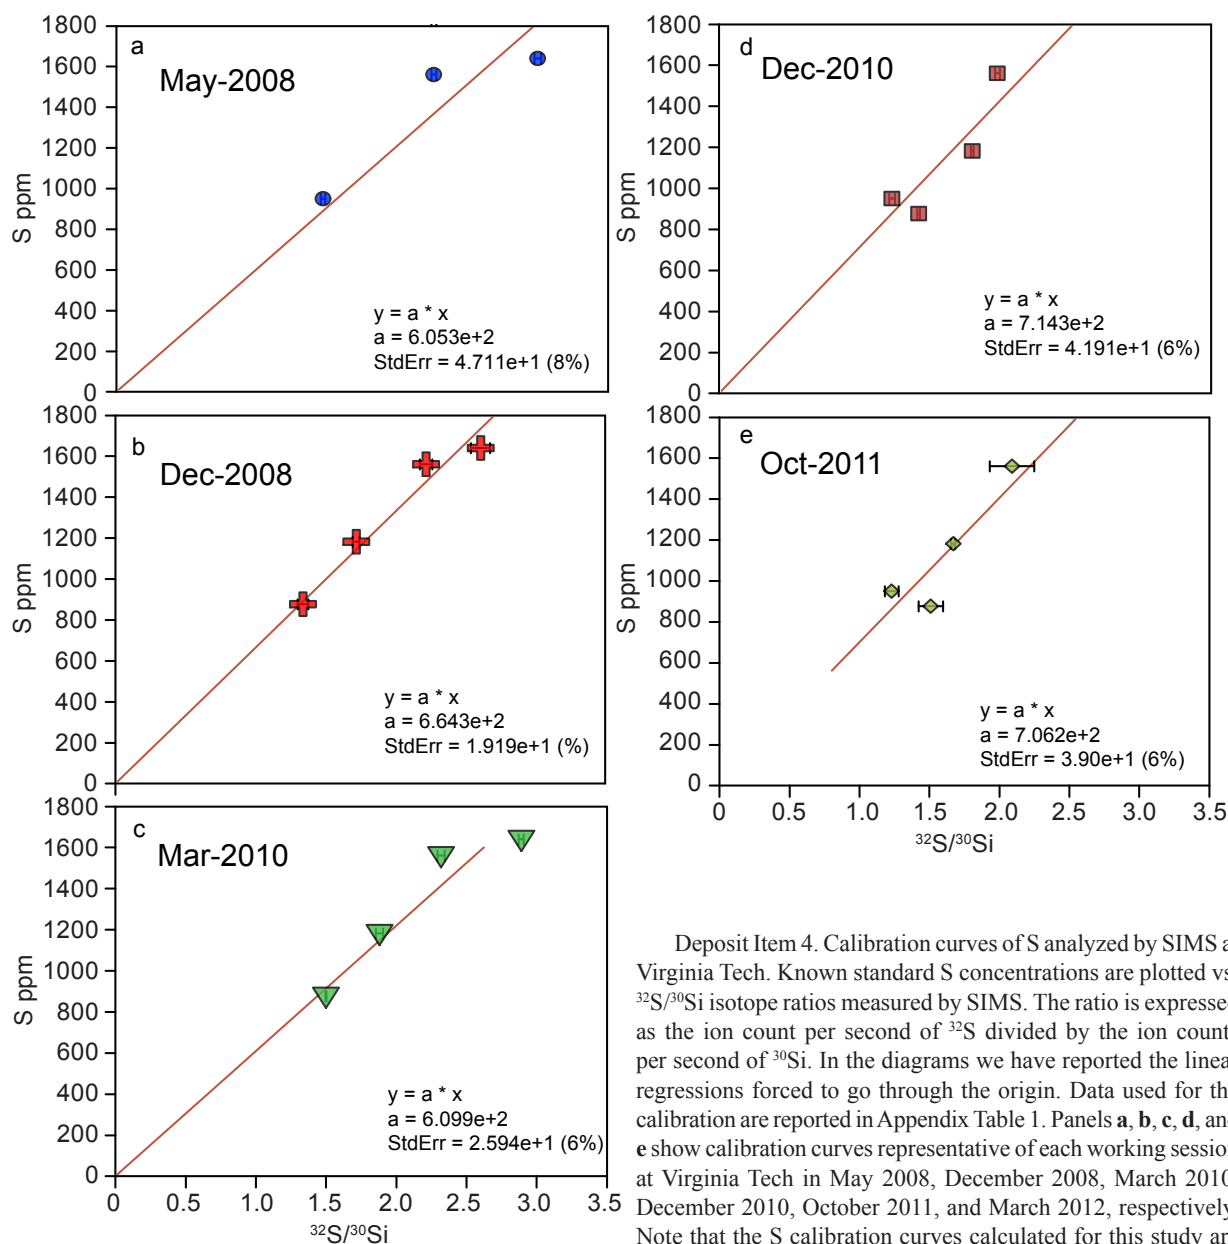 a
May-2008
1800
1600
1400
1200
1000
800
600
400
200
0
S ppm
y = a * x
a = 6.053e+2
StdErr = 4.711e+1 (8%)
b
Dec-2008
1800
1600
1400
1200
1000
800
600
400
200
0
S ppm
y = a * x
a = 6.643e+2
StdErr = 1.919e+1 (%)
c
Mar-2010
1800
1600
1400
1200
1000
800
600
400
200
0
S ppm
y = a * x
a = 6.099e+2
StdErr = 2.594e+1 (6%)
0 0.5 1.0 1.5 2.0 2.5 3.0 3.5
³²S/³⁰Si
d
Dec-2010
1800
1600
1400
1200
1000
800
600
400
200
0
S ppm
y = a * x
a = 7.143e+2
StdErr = 4.191e+1 (6%)
e
Oct-2011
1800
1600
1400
1200
1000
800
600
400
200
0
S ppm
y = a * x
a = 7.062e+2
StdErr = 3.90e+1 (6%)
0 0.5 1.0 1.5 2.0 2.5 3.0 3.5
³²S/³⁰Si
Deposit Item 4. Calibration curves of S analyzed by SIMS a
Virginia Tech. Known standard S concentrations are plotted vs
³²S/³⁰Si isotope ratios measured by SIMS. The ratio is expresse
as the ion count per second of ³²S divided by the ion count
per second of ³⁰Si. In the diagrams we have reported the linea
regressions forced to go through the origin. Data used for th
calibration are reported in Appendix Table 1. Panels a, b, c, d, and
e show calibration curves representative of each working session
at Virginia Tech in May 2008, December 2008, March 2010
December 2010, October 2011, and March 2012, respectively
Note that the S calibration curves calculated for this study an